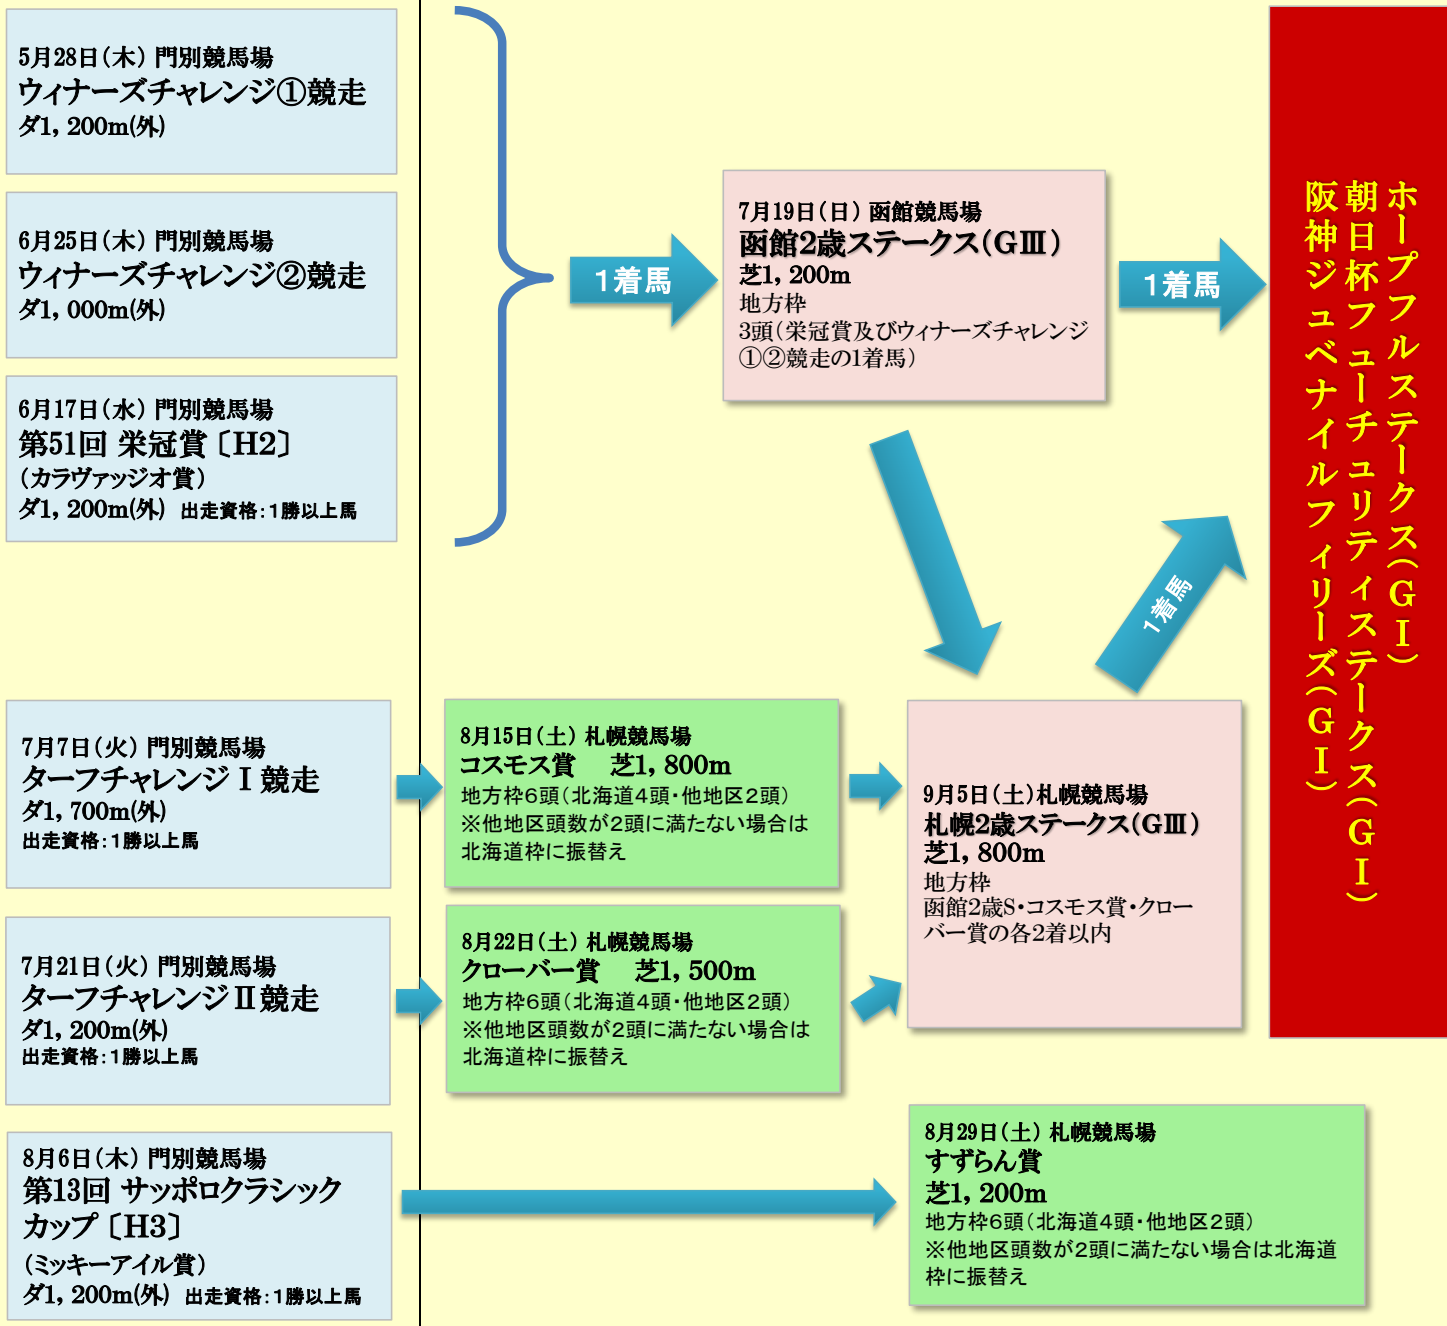 5月28日(木) 門別競馬場
ウィナーズチャレンジ①競走
ダ1, 200m(外)
6月25日(木) 門別競馬場
ウィナーズチャレンジ②競走
ダ1, 000m(外)
6月17日(水) 門別競馬場
第51回 栄冠賞〔H2〕
(カラヴァッジオ賞)
ダ1, 200m(外) 出走資格:1勝以上馬
1着馬
7月19日(日) 函館競馬場
函館2歳ステークス(GⅢ)
芝1, 200m
地方枠
3頭(栄冠賞及びウィナーズチャレンジ
①②競走の1着馬)
1着馬
ホープフルステークス(GⅠ)
朝日杯フューチュリティステークス(GⅠ)
阪神ジュベナイルフィリーズ(GⅠ)
1着馬
7月7日(火) 門別競馬場
ターフチャレンジⅠ競走
ダ1, 700m(外)
出走資格:1勝以上馬
8月15日(土) 札幌競馬場
コスモス賞 芝1, 800m
地方枠6頭(北海道4頭・他地区2頭)
※他地区頭数が2頭に満たない場合は
北海道枠に振替え
9月5日(土)札幌競馬場
札幌2歳ステークス(GⅢ)
芝1, 800m
地方枠
函館2歳S・コスモス賞・クロー
バー賞の各2着以内
7月21日(火) 門別競馬場
ターフチャレンジⅡ競走
ダ1, 200m(外)
出走資格:1勝以上馬
8月22日(土) 札幌競馬場
クローバー賞 芝1, 500m
地方枠6頭(北海道4頭・他地区2頭)
※他地区頭数が2頭に満たない場合は
北海道枠に振替え
8月6日(木) 門別競馬場
第13回 サッポロクラシック
カップ〔H3〕
(ミッキーアイル賞)
ダ1, 200m(外) 出走資格:1勝以上馬
8月29日(土) 札幌競馬場
すずらん賞
芝1, 200m
地方枠6頭(北海道4頭・他地区2頭)
※他地区頭数が2頭に満たない場合は北海道
枠に振替え